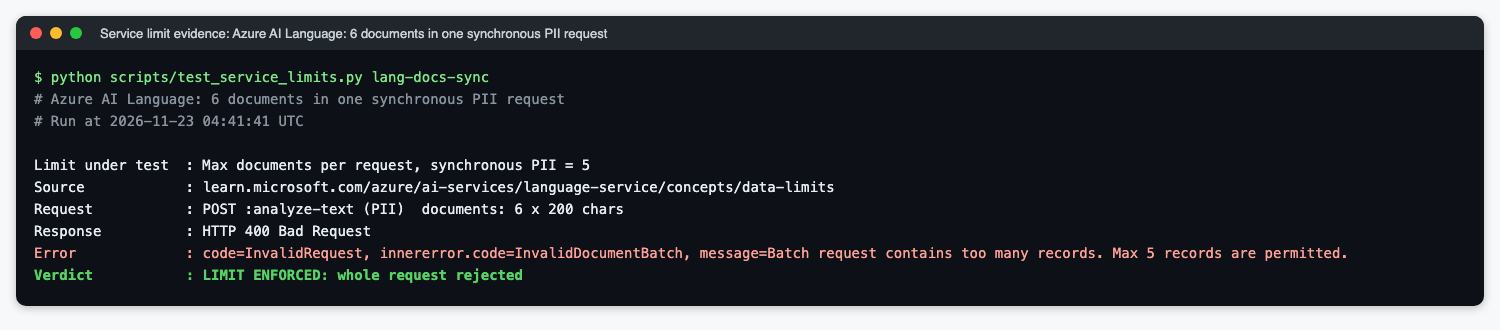 Service limit evidence: Azure AI Language: 6 documents in one synchronous PII request
$ python scripts/test_service_limits.py lang-docs-sync
# Azure AI Language: 6 documents in one synchronous PII request
# Run at 2026-11-23 04:41:41 UTC
Limit under test  : Max documents per request, synchronous PII = 5
Source            : learn.microsoft.com/azure/ai-services/language-service/concepts/data-limits
Request           : POST :analyze-text (PII)  documents: 6 x 200 chars
Response          : HTTP 400 Bad Request
Error             : code=InvalidRequest, innererror.code=InvalidDocumentBatch, message=Batch request contains too many records. Max 5 records are permitted.
Verdict           : LIMIT ENFORCED: whole request rejected